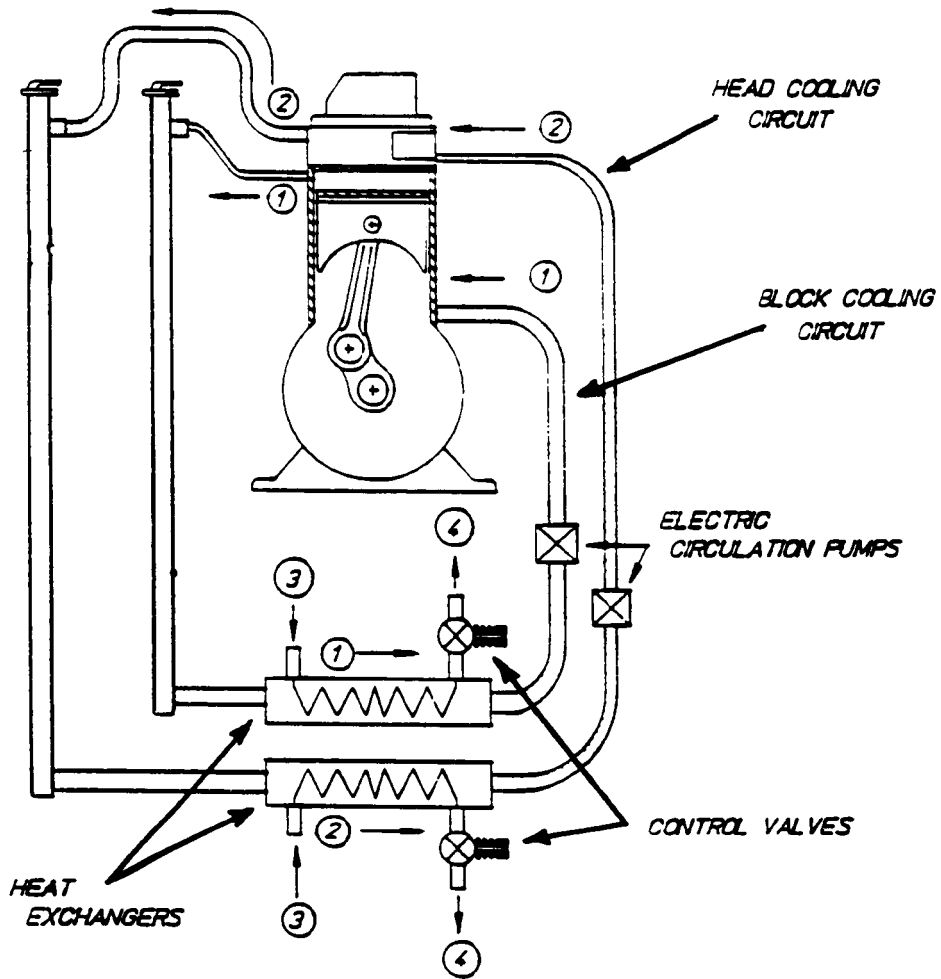 2
2
HEAD COOLING
CIRCUIT
1
1
BLOCK COOLING
CIRCUIT
4
ELECTRIC
CIRCULATION PUMPS
3
1
2
CONTROL VALVES
HEAT
EXCHANGERS
3
4